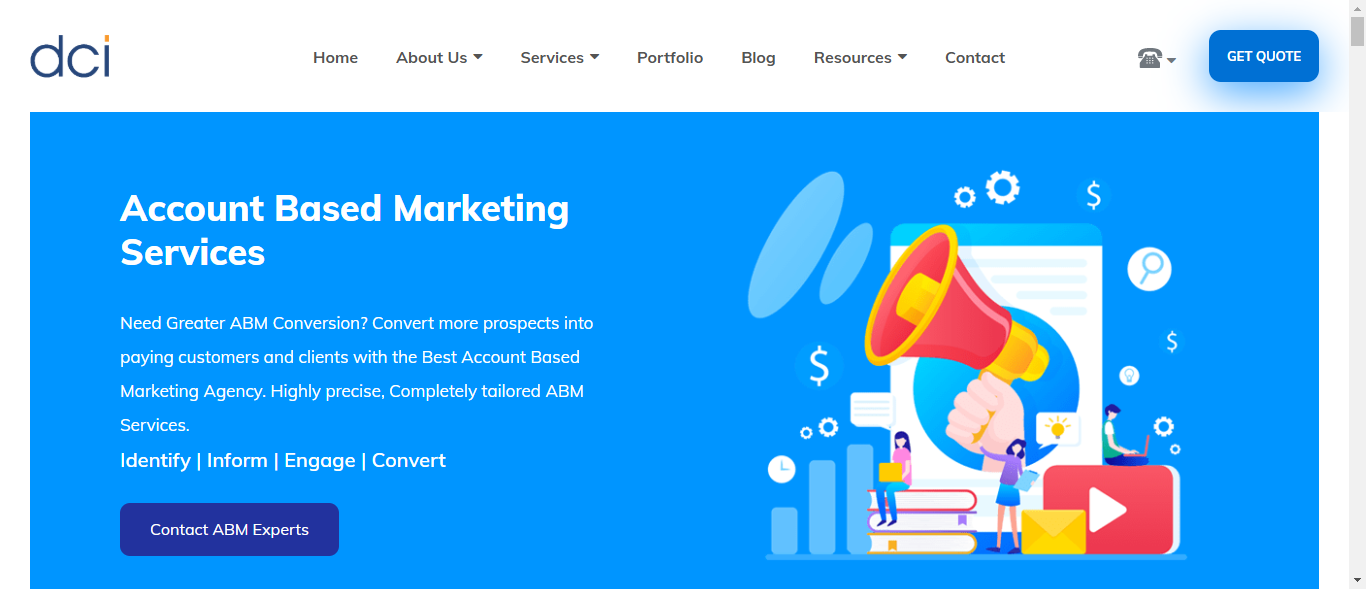 dci
Home
About Us
Services
Portfolio
Blog
Resources
Contact
GET QUOTE
Account Based Marketing
Services
Need Greater ABM Conversion? Convert more prospects into
paying customers and clients with the Best Account Based
Marketing Agency. Highly precise, Completely tailored ABM
Services.
Identify | Inform | Engage | Convert
Contact ABM Experts
$
$
$